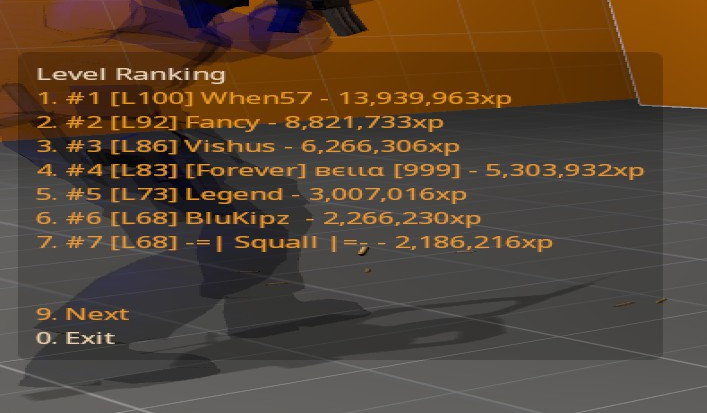 Level Ranking
1. #1 [L100] When57 - 13,939,963xp
2. #2 [L92] Fancy - 8,821,733xp
3. #3 [L86] Vishus - 6,266,306xp
4. #4 [L83] [Forever] вєււα [999] - 5,303,932xp
5. #5 [L73] Legend - 3,007,016xp
6. #6 [L68] BluKipz - 2,266,230xp
7. #7 [L68] -=| Squall |=- - 2,186,216xp
9. Next
0. Exit